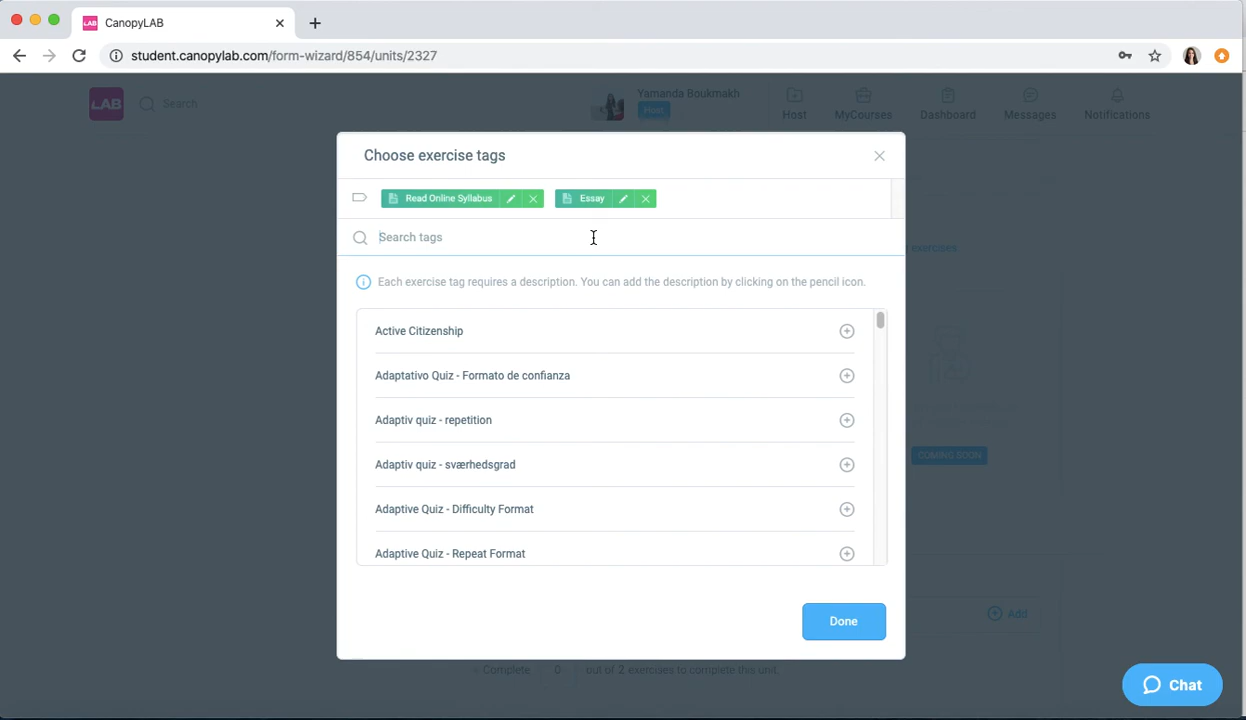 LAB CanopyLAB
student.canopylab.com/form-wizard/854/units/2327
LAB Search
Yamanda Boukmakh
Host
Host MyCourses Dashboard Messages Notifications
Choose exercise tags
Read Online Syllabus Essay
Search tags
exercises.
Each exercise tag requires a description. You can add the description by clicking on the pencil icon.
Active Citizenship
Adaptativo Quiz - Formato de confianza
Adaptiv quiz - repetition
COMING SOON
Adaptiv quiz - sværhedsgrad
Adaptive Quiz - Difficulty Format
Adaptive Quiz - Repeat Format
Add
Done
Complete 0 out of 2 exercises to complete this unit.
Chat